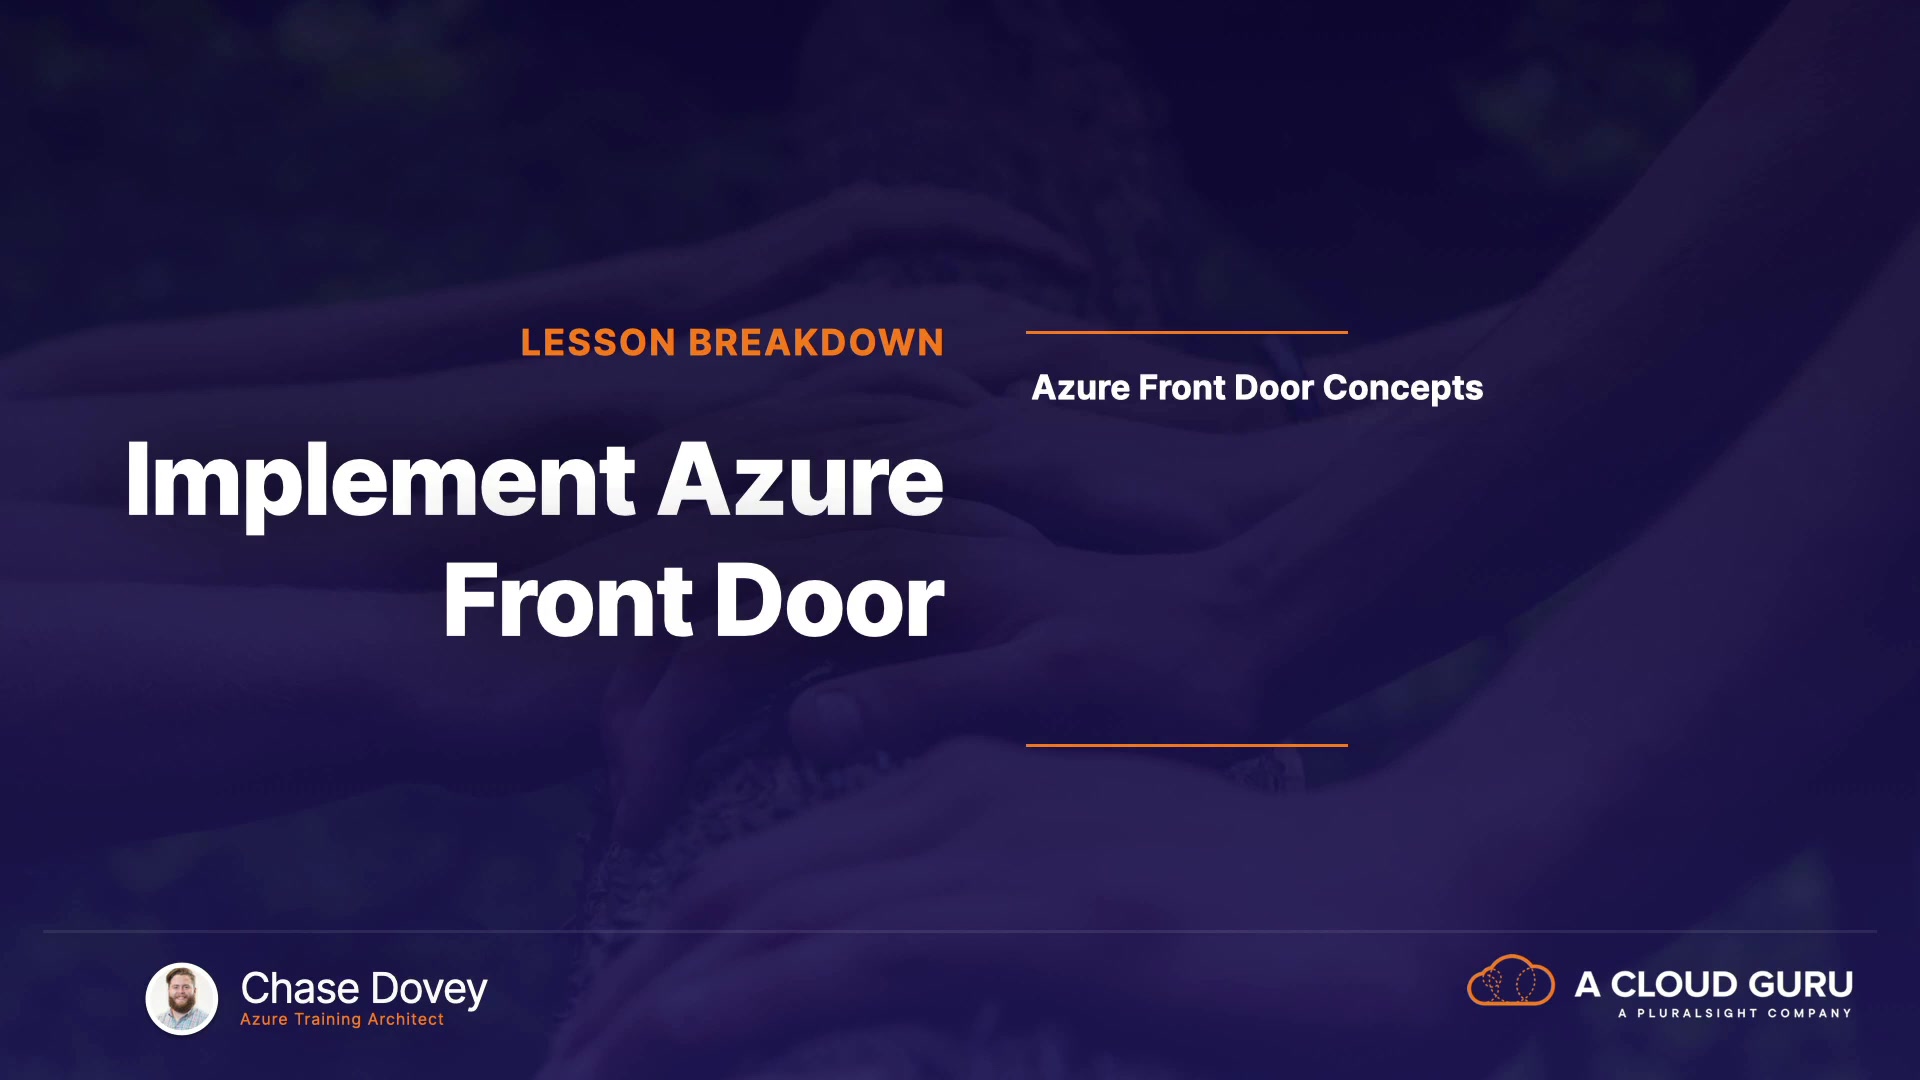 LESSON BREAKDOWN
Implement Azure
Front Door
Azure Front Door Concepts
Chase Dovey
Azure Training Architect
A CLOUD GURU
A PLURALSIGHT COMPANY